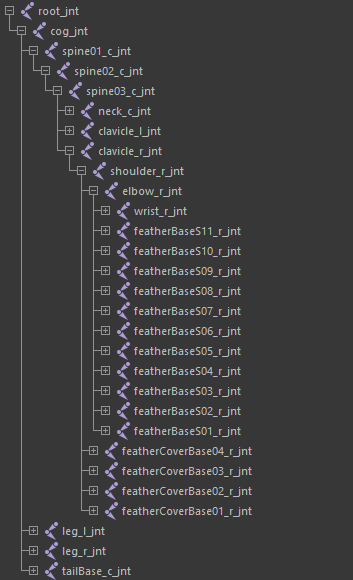 root_jnt
cog_jnt
spine01_c_jnt
spine02_c_jnt
spine03_c_jnt
neck_c_jnt
clavicle_l_jnt
clavicle_r_jnt
shoulder_r_jnt
elbow_r_jnt
wrist_r_jnt
featherBaseS11_r_jnt
featherBaseS10_r_jnt
featherBaseS09_r_jnt
featherBaseS08_r_jnt
featherBaseS07_r_jnt
featherBaseS06_r_jnt
featherBaseS05_r_jnt
featherBaseS04_r_jnt
featherBaseS03_r_jnt
featherBaseS02_r_jnt
featherBaseS01_r_jnt
featherCoverBase04_r_jnt
featherCoverBase03_r_jnt
featherCoverBase02_r_jnt
featherCoverBase01_r_jnt
leg_l_jnt
leg_r_jnt
tailBase_c_jnt